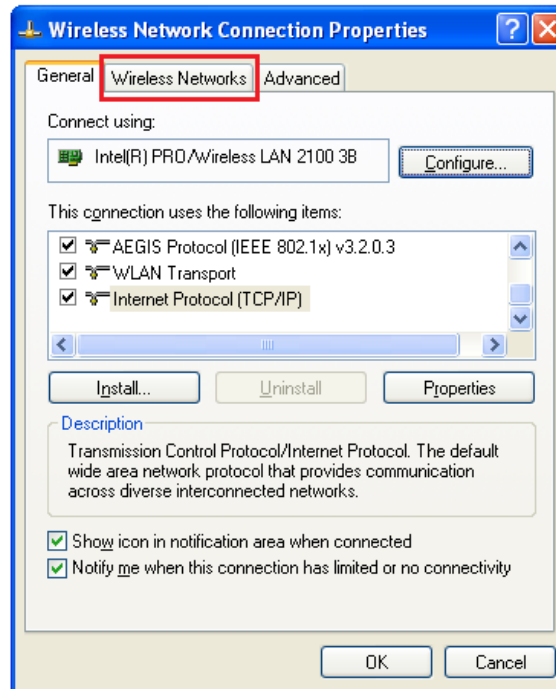 Wireless Network Connection Properties
General Wireless Networks Advanced
Connect using:
Intel(R) PRO/Wireless LAN 2100 3B Configure...
This connection uses the following items:
AEGIS Protocol (IEEE 802.1x) v3.2.0.3
WLAN Transport
Internet Protocol (TCP/IP)
Install... Uninstall Properties
Description
Transmission Control Protocol/Internet Protocol. The default
wide area network protocol that provides communication
across diverse interconnected networks.
Show icon in notification area when connected
Notify me when this connection has limited or no connectivity
OK Cancel